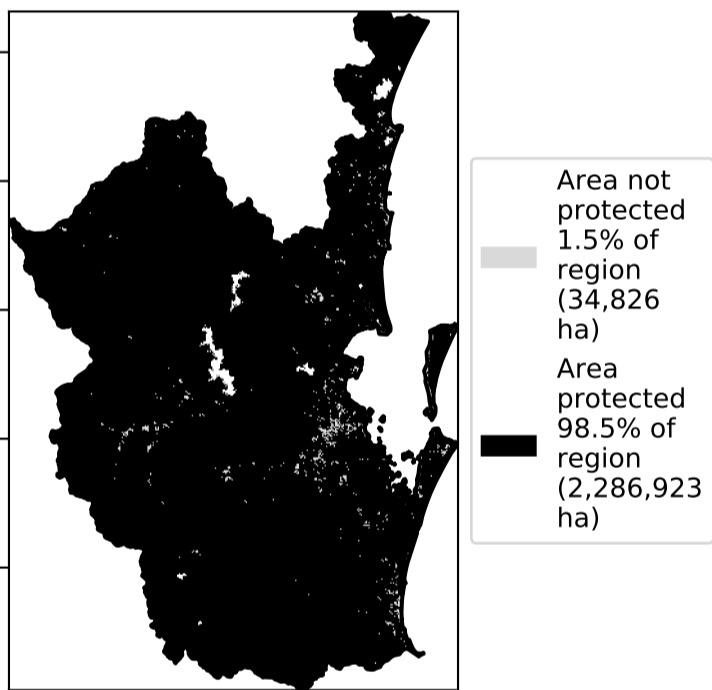 Area not
protected
1.5% of
region
(34,826
ha)
Area
protected
98.5% of
region
(2,286,923
ha)